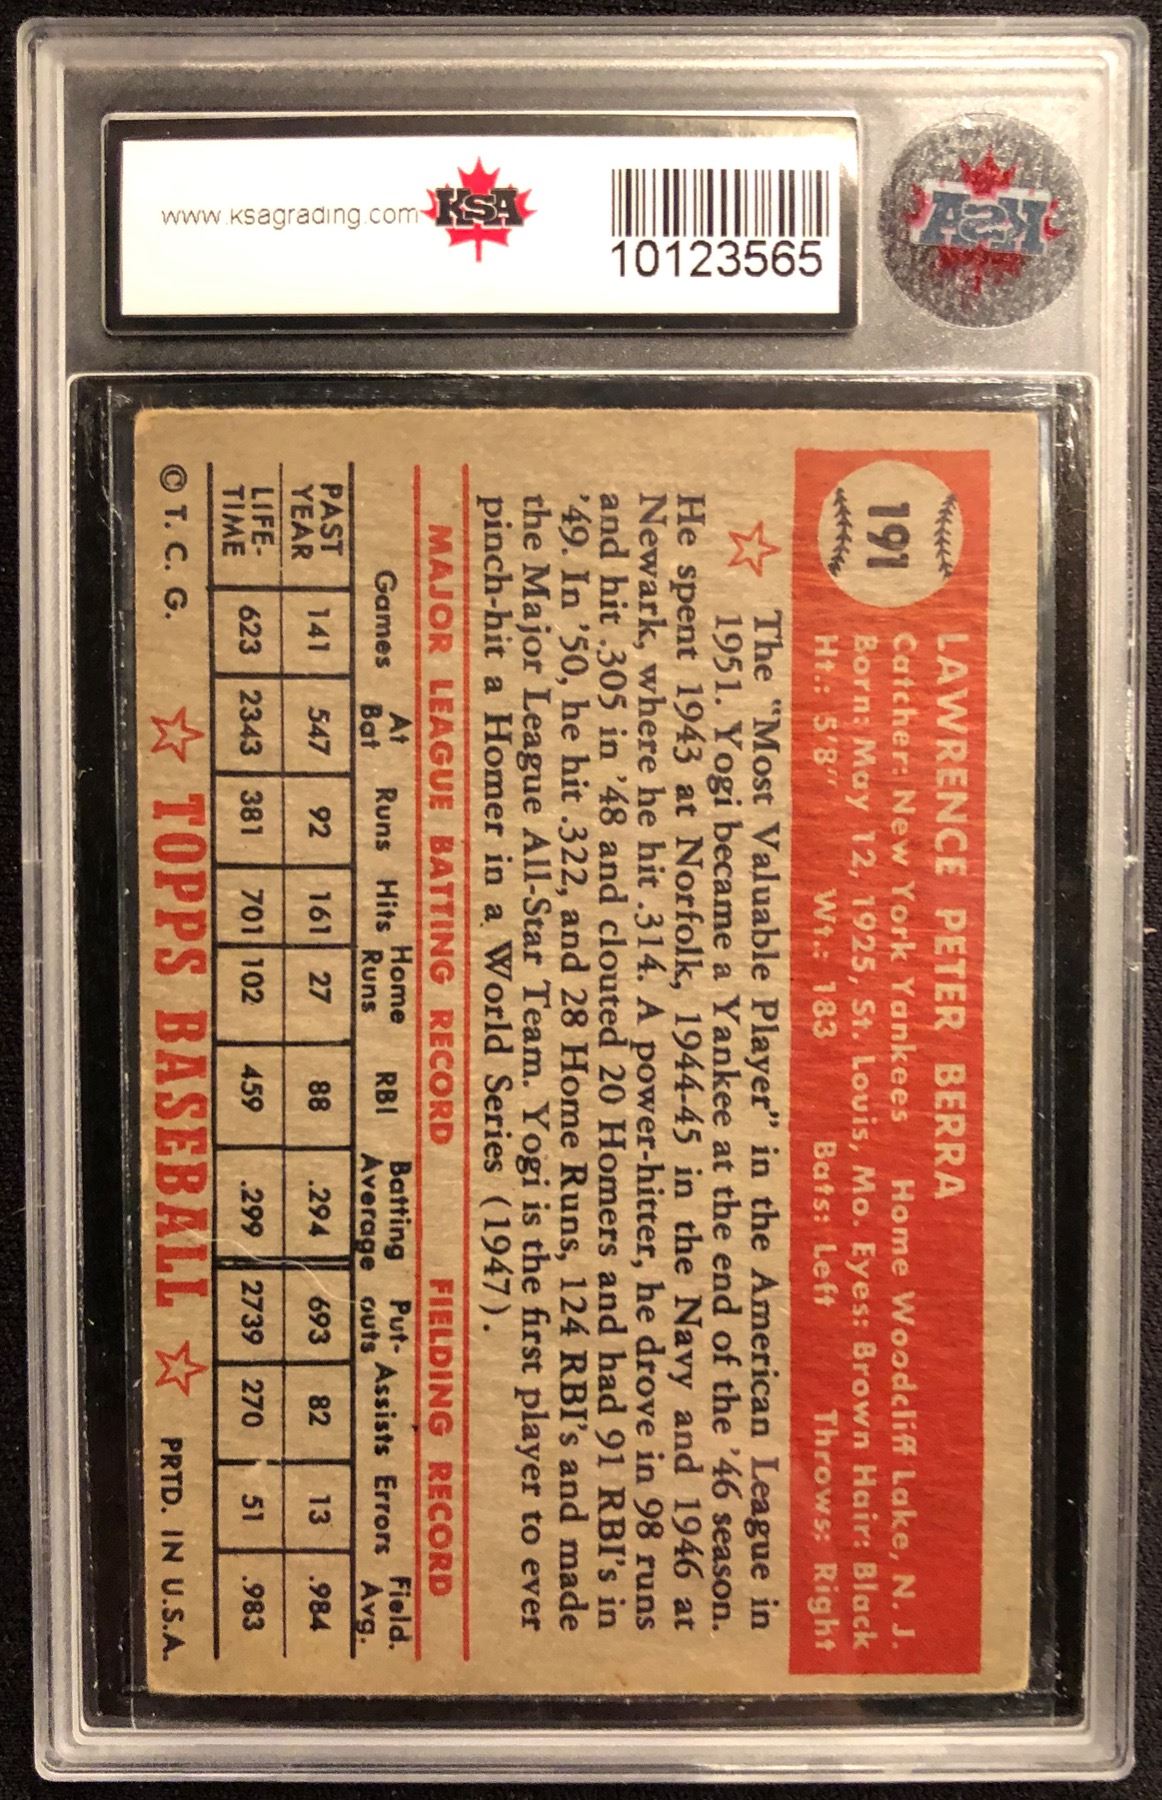 www.ksagrading.com
KSA
10123565
KSA
191
LAWRENCE PETER BERRA
Catcher: New York Yankees Home Woodcliff Lake, N. J.
Born: May 12, 1925, St. Louis, Mo. Eyes: Brown Hair: Black
Ht.: 5'8" Wt.: 183 Bats: Left Throws: Right
The "Most Valuable Player" in the American League in
1951. Yogi became a Yankee at the end of the '46 season.
He spent 1943 at Norfolk, 1944-45 in the Navy and 1946 at
Newark, where he hit .314. A power-hitter, he drove in 98 runs
and hit .305 in '48 and clouted 20 Homers and had 91 RBI's in
'49. In '50, he hit .322, and 28 Home Runs, 124 RBI's and made
the Major League All-Star Team. Yogi is the first player to ever
pinch-hit a Homer in a World Series (1947).
MAJOR LEAGUE BATTING RECORD FIELDING RECORD
Games At Bat Runs Hits Home Runs RBI Batting Average Put-outs Assists Errors Field. Avg.
PAST YEAR 141 547 92 161 27 88 .294 693 82 13 .984
LIFE-TIME 623 2343 381 701 102 459 .299 2739 270 51 .983
© T. C. G. TOPPS BASEBALL PRTD. IN U.S.A.